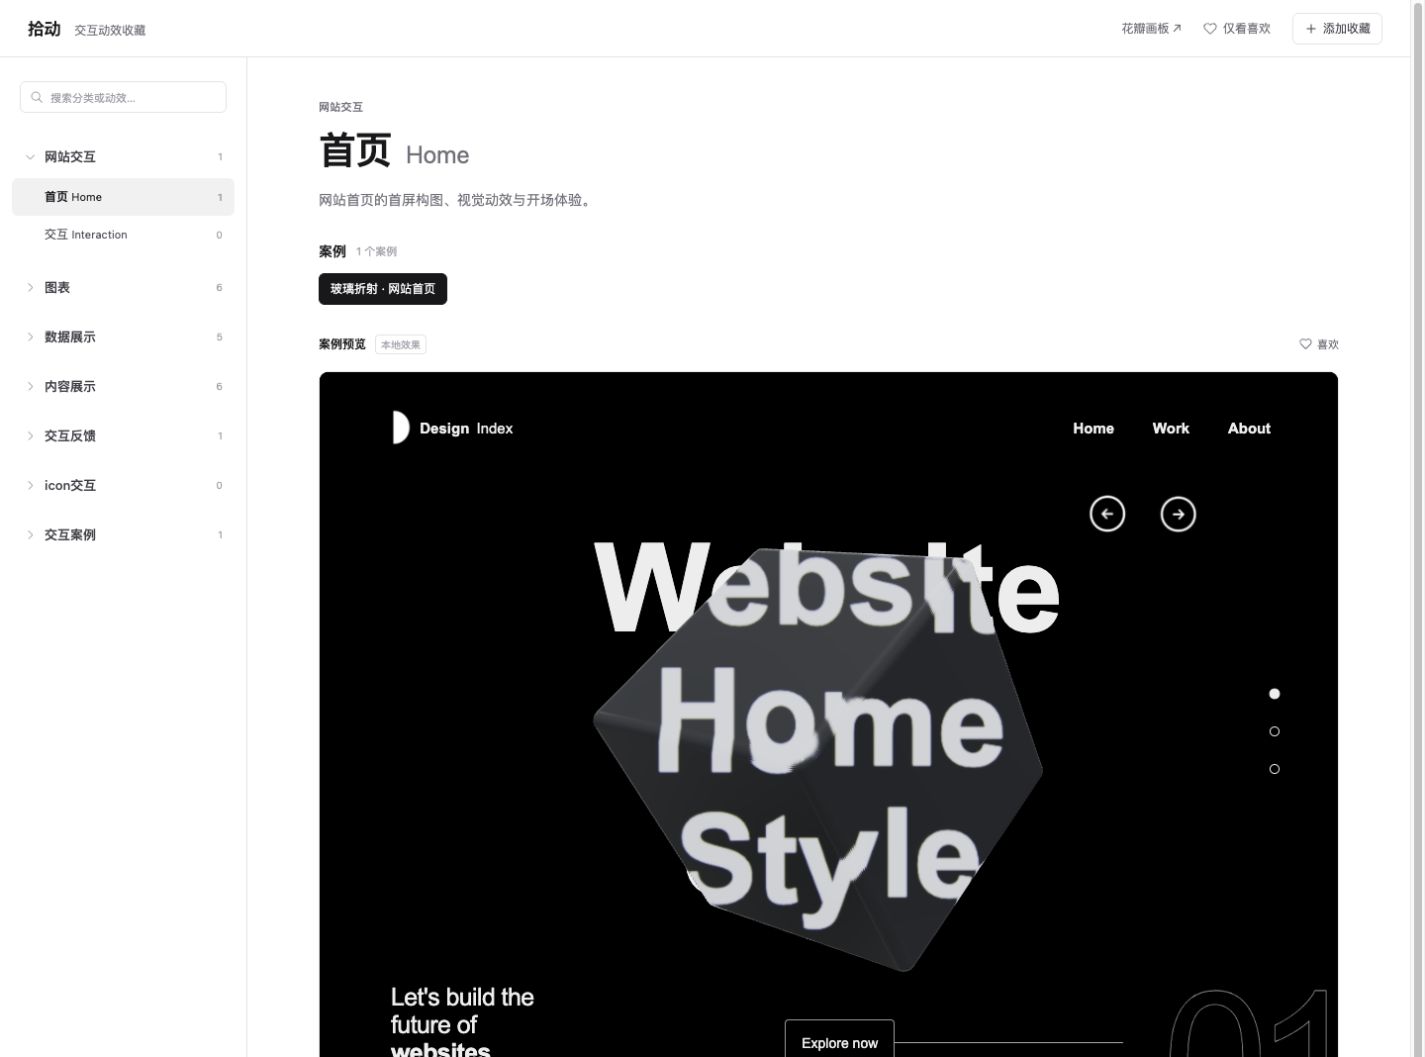 拾动 交互动效收藏
花瓣画板↗ 仅看喜欢 + 添加收藏
搜索分类或动效...
网站交互 1
首页 Home 1
交互 Interaction 0
图表 6
数据展示 5
内容展示 6
交互反馈 1
icon交互 0
交互案例 1
网站交互
首页 Home
网站首页的首屏构图、视觉动效与开场体验。
案例 1 个案例
玻璃折射 · 网站首页
案例预览 本地效果 喜欢
Design Index Home Work About
Website
Home
Style
Let's build the
future of
websites
Explore now
01